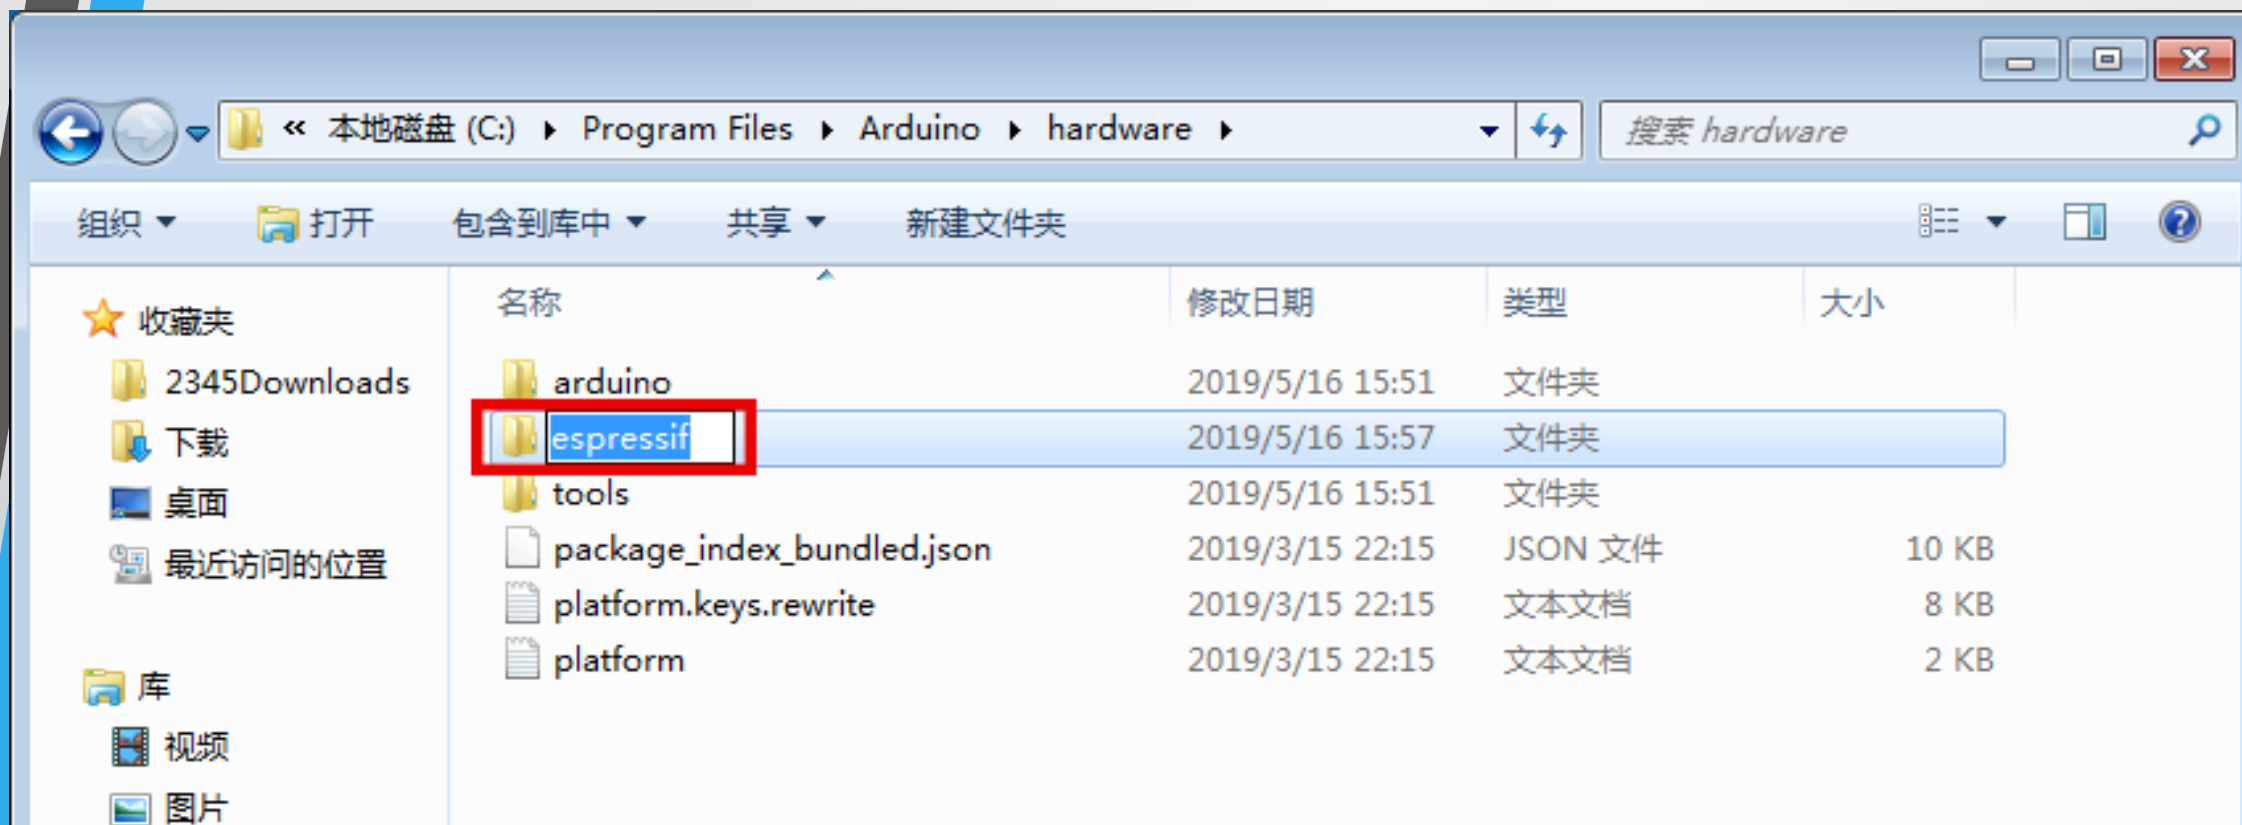 « 本地磁盘 (C:) ▸ Program Files ▸ Arduino ▸ hardware ▸
搜索 hardware
组织 打开 包含到库中 共享 新建文件夹
名称 修改日期 类型 大小
收藏夹
2345Downloads
下载
桌面
最近访问的位置
库
视频
图片
arduino 2019/5/16 15:51 文件夹
espressif 2019/5/16 15:57 文件夹
tools 2019/5/16 15:51 文件夹
package_index_bundled.json 2019/3/15 22:15 JSON 文件 10 KB
platform.keys.rewrite 2019/3/15 22:15 文本文档 8 KB
platform 2019/3/15 22:15 文本文档 2 KB